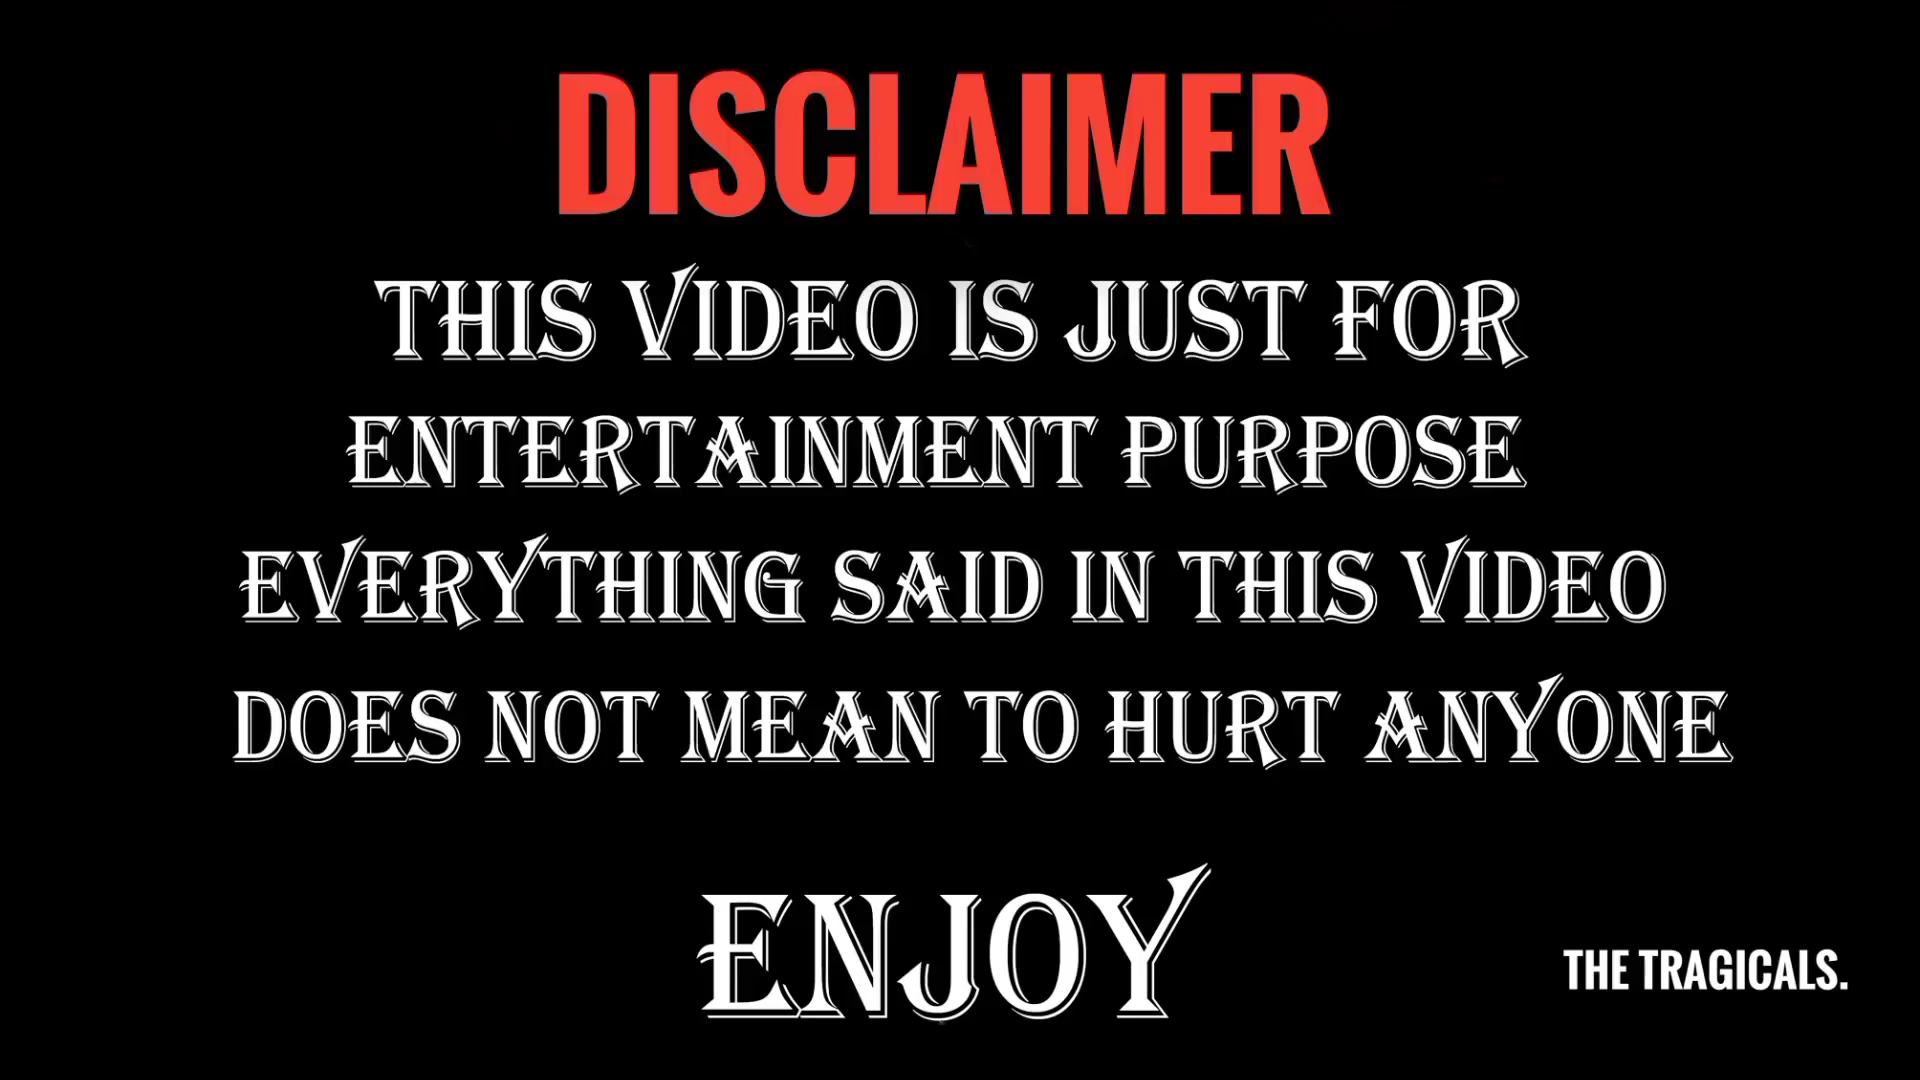 DISCLAIMER
THIS VIDEO IS JUST FOR
ENTERTAINMENT PURPOSE
EVERYTHING SAID IN THIS VIDEO
DOES NOT MEAN TO HURT ANYONE
ENJOY
THE TRAGICALS.